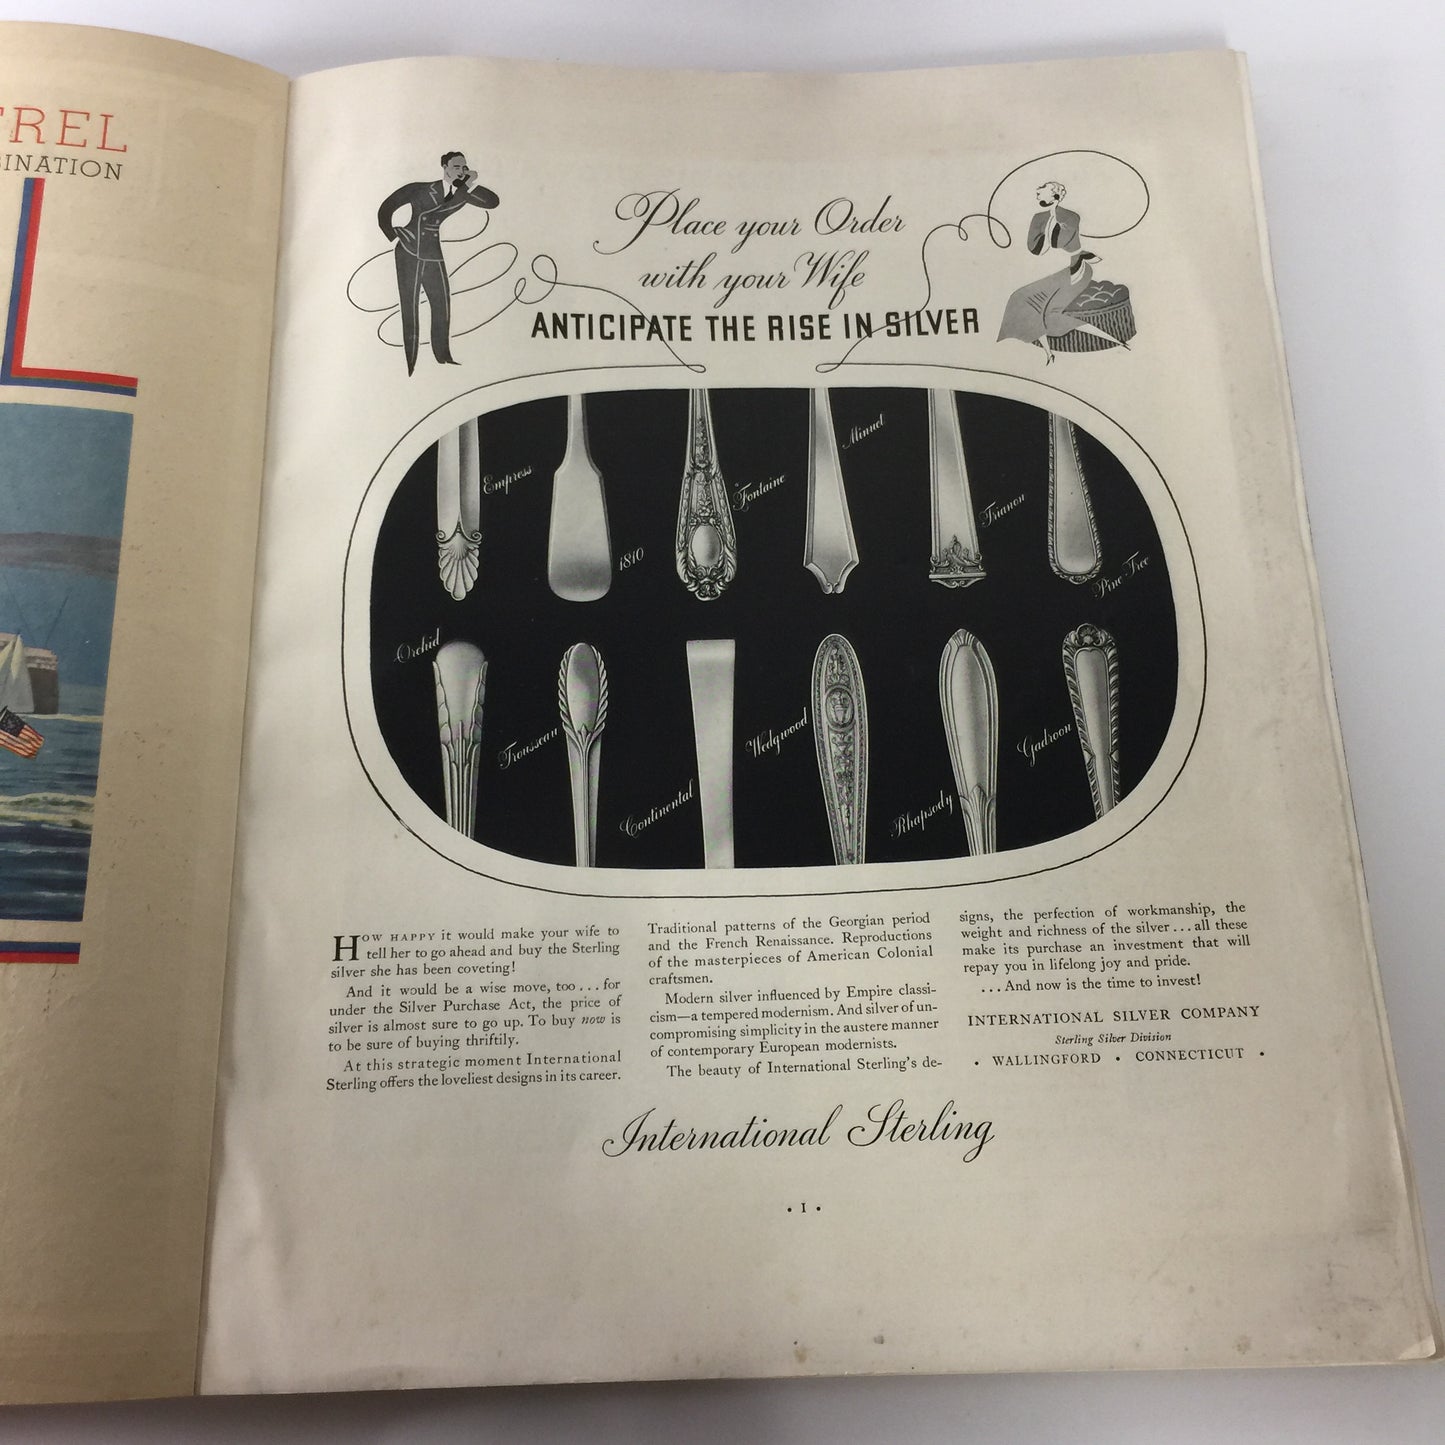 TREL
BINATION
Place your Order
with your Wife
ANTICIPATE THE RISE IN SILVER
Empress
1810
Fontaine
Minuet
Trianon
Pine Tree
Orchid
Trousseau
Continental
Wedgwood
Rhapsody
Gadroon
HOW HAPPY it would make your wife to
tell her to go ahead and buy the Sterling
silver she has been coveting!
And it would be a wise move, too...for
under the Silver Purchase Act, the price of
silver is almost sure to go up. To buy now is
to be sure of buying thriftily.
At this strategic moment International
Sterling offers the loveliest designs in its career.
Traditional patterns of the Georgian period
and the French Renaissance. Reproductions
of the masterpieces of American Colonial
craftsmen.
Modern silver influenced by Empire classi-
cism—a tempered modernism. And silver of un-
compromising simplicity in the austere manner
of contemporary European modernists.
The beauty of International Sterling's de-
signs, the perfection of workmanship, the
weight and richness of the silver...all these
make its purchase an investment that will
repay you in lifelong joy and pride.
...And now is the time to invest!
INTERNATIONAL SILVER COMPANY
Sterling Silver Division
• WALLINGFORD • CONNECTICUT •
International Sterling
• I •